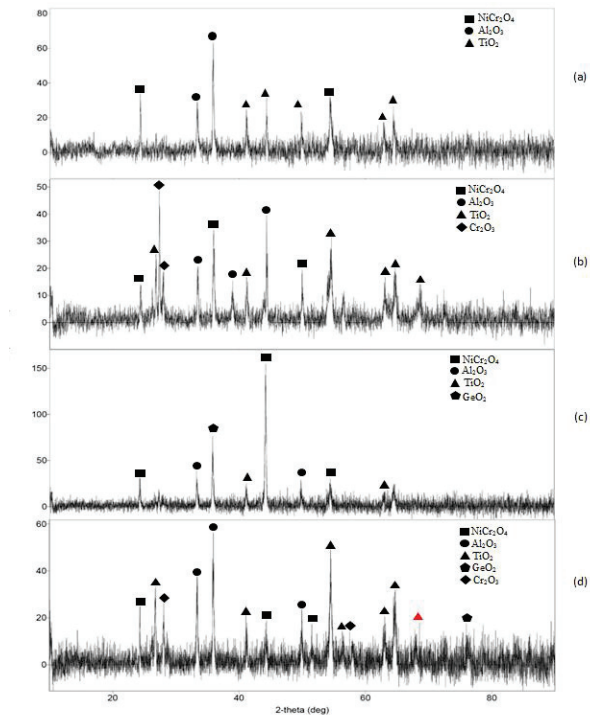 80
60
40
20
0
NiCr₂O₄
Al₂O₃
TiO₂
(a)
50
40
30
20
10
0
NiCr₂O₄
Al₂O₃
TiO₂
Cr₂O₃
(b)
150
100
50
0
NiCr₂O₄
Al₂O₃
TiO₂
GeO₂
(c)
60
40
20
0
NiCr₂O₄
Al₂O₃
TiO₂
GeO₂
Cr₂O₃
(d)
20 40 60 80
2-theta (deg)